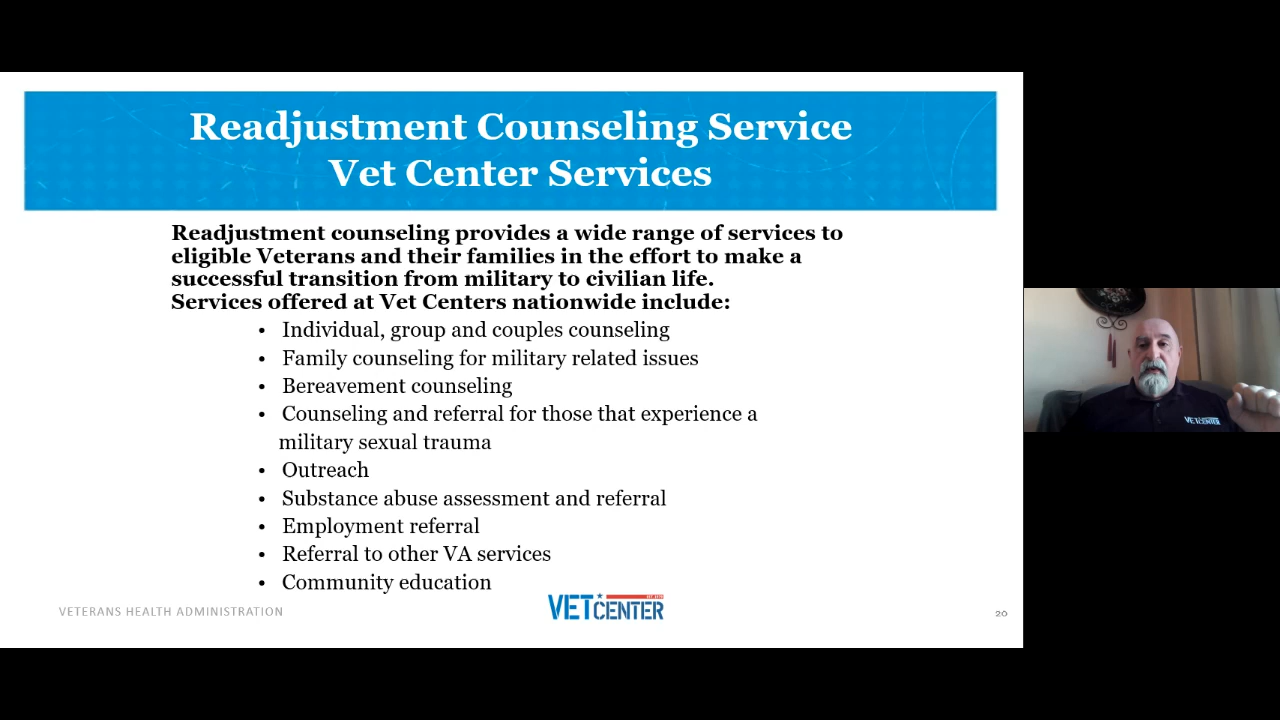 Readjustment Counseling Service
Vet Center Services
Readjustment counseling provides a wide range of services to
eligible Veterans and their families in the effort to make a
successful transition from military to civilian life.
Services offered at Vet Centers nationwide include:
• Individual, group and couples counseling
• Family counseling for military related issues
• Bereavement counseling
• Counseling and referral for those that experience a
military sexual trauma
• Outreach
• Substance abuse assessment and referral
• Employment referral
• Referral to other VA services
• Community education
VETERANS HEALTH ADMINISTRATION
VET CENTER
20
VET CENTER